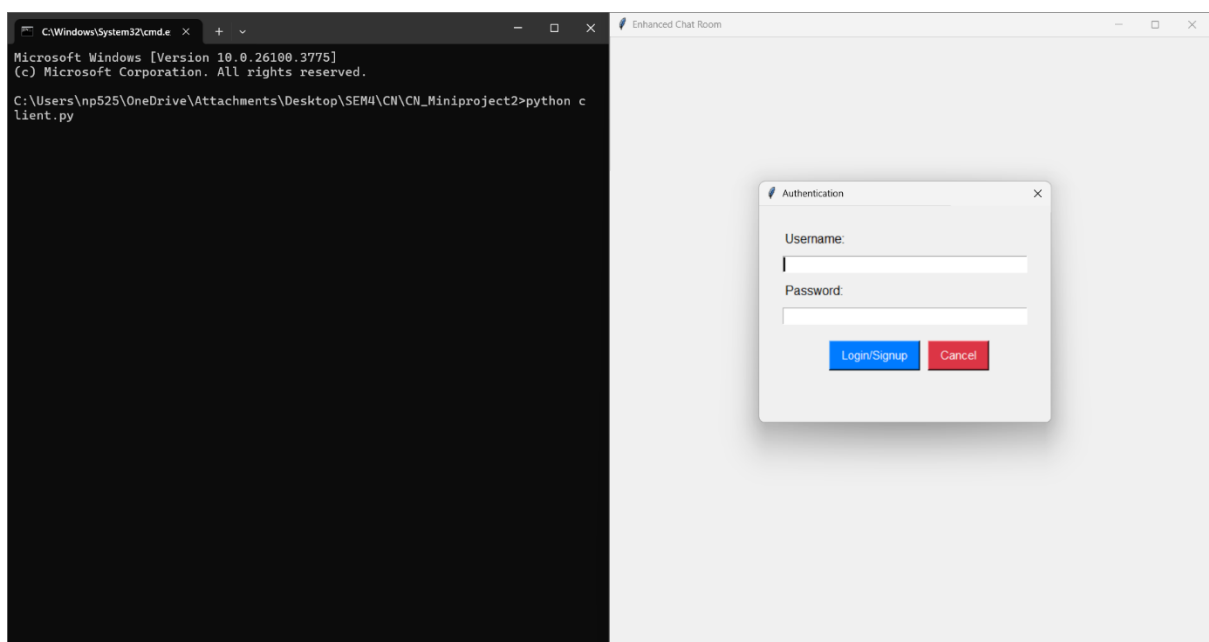 C:\Windows\System32\cmd.e
Microsoft Windows [Version 10.0.26100.3775]
(c) Microsoft Corporation. All rights reserved.
C:\Users\np525\OneDrive\Attachments\Desktop\SEM4\CN\CN_Miniproject2>python c
lient.py
Enhanced Chat Room
Authentication
Username:
Password:
Login/Signup Cancel